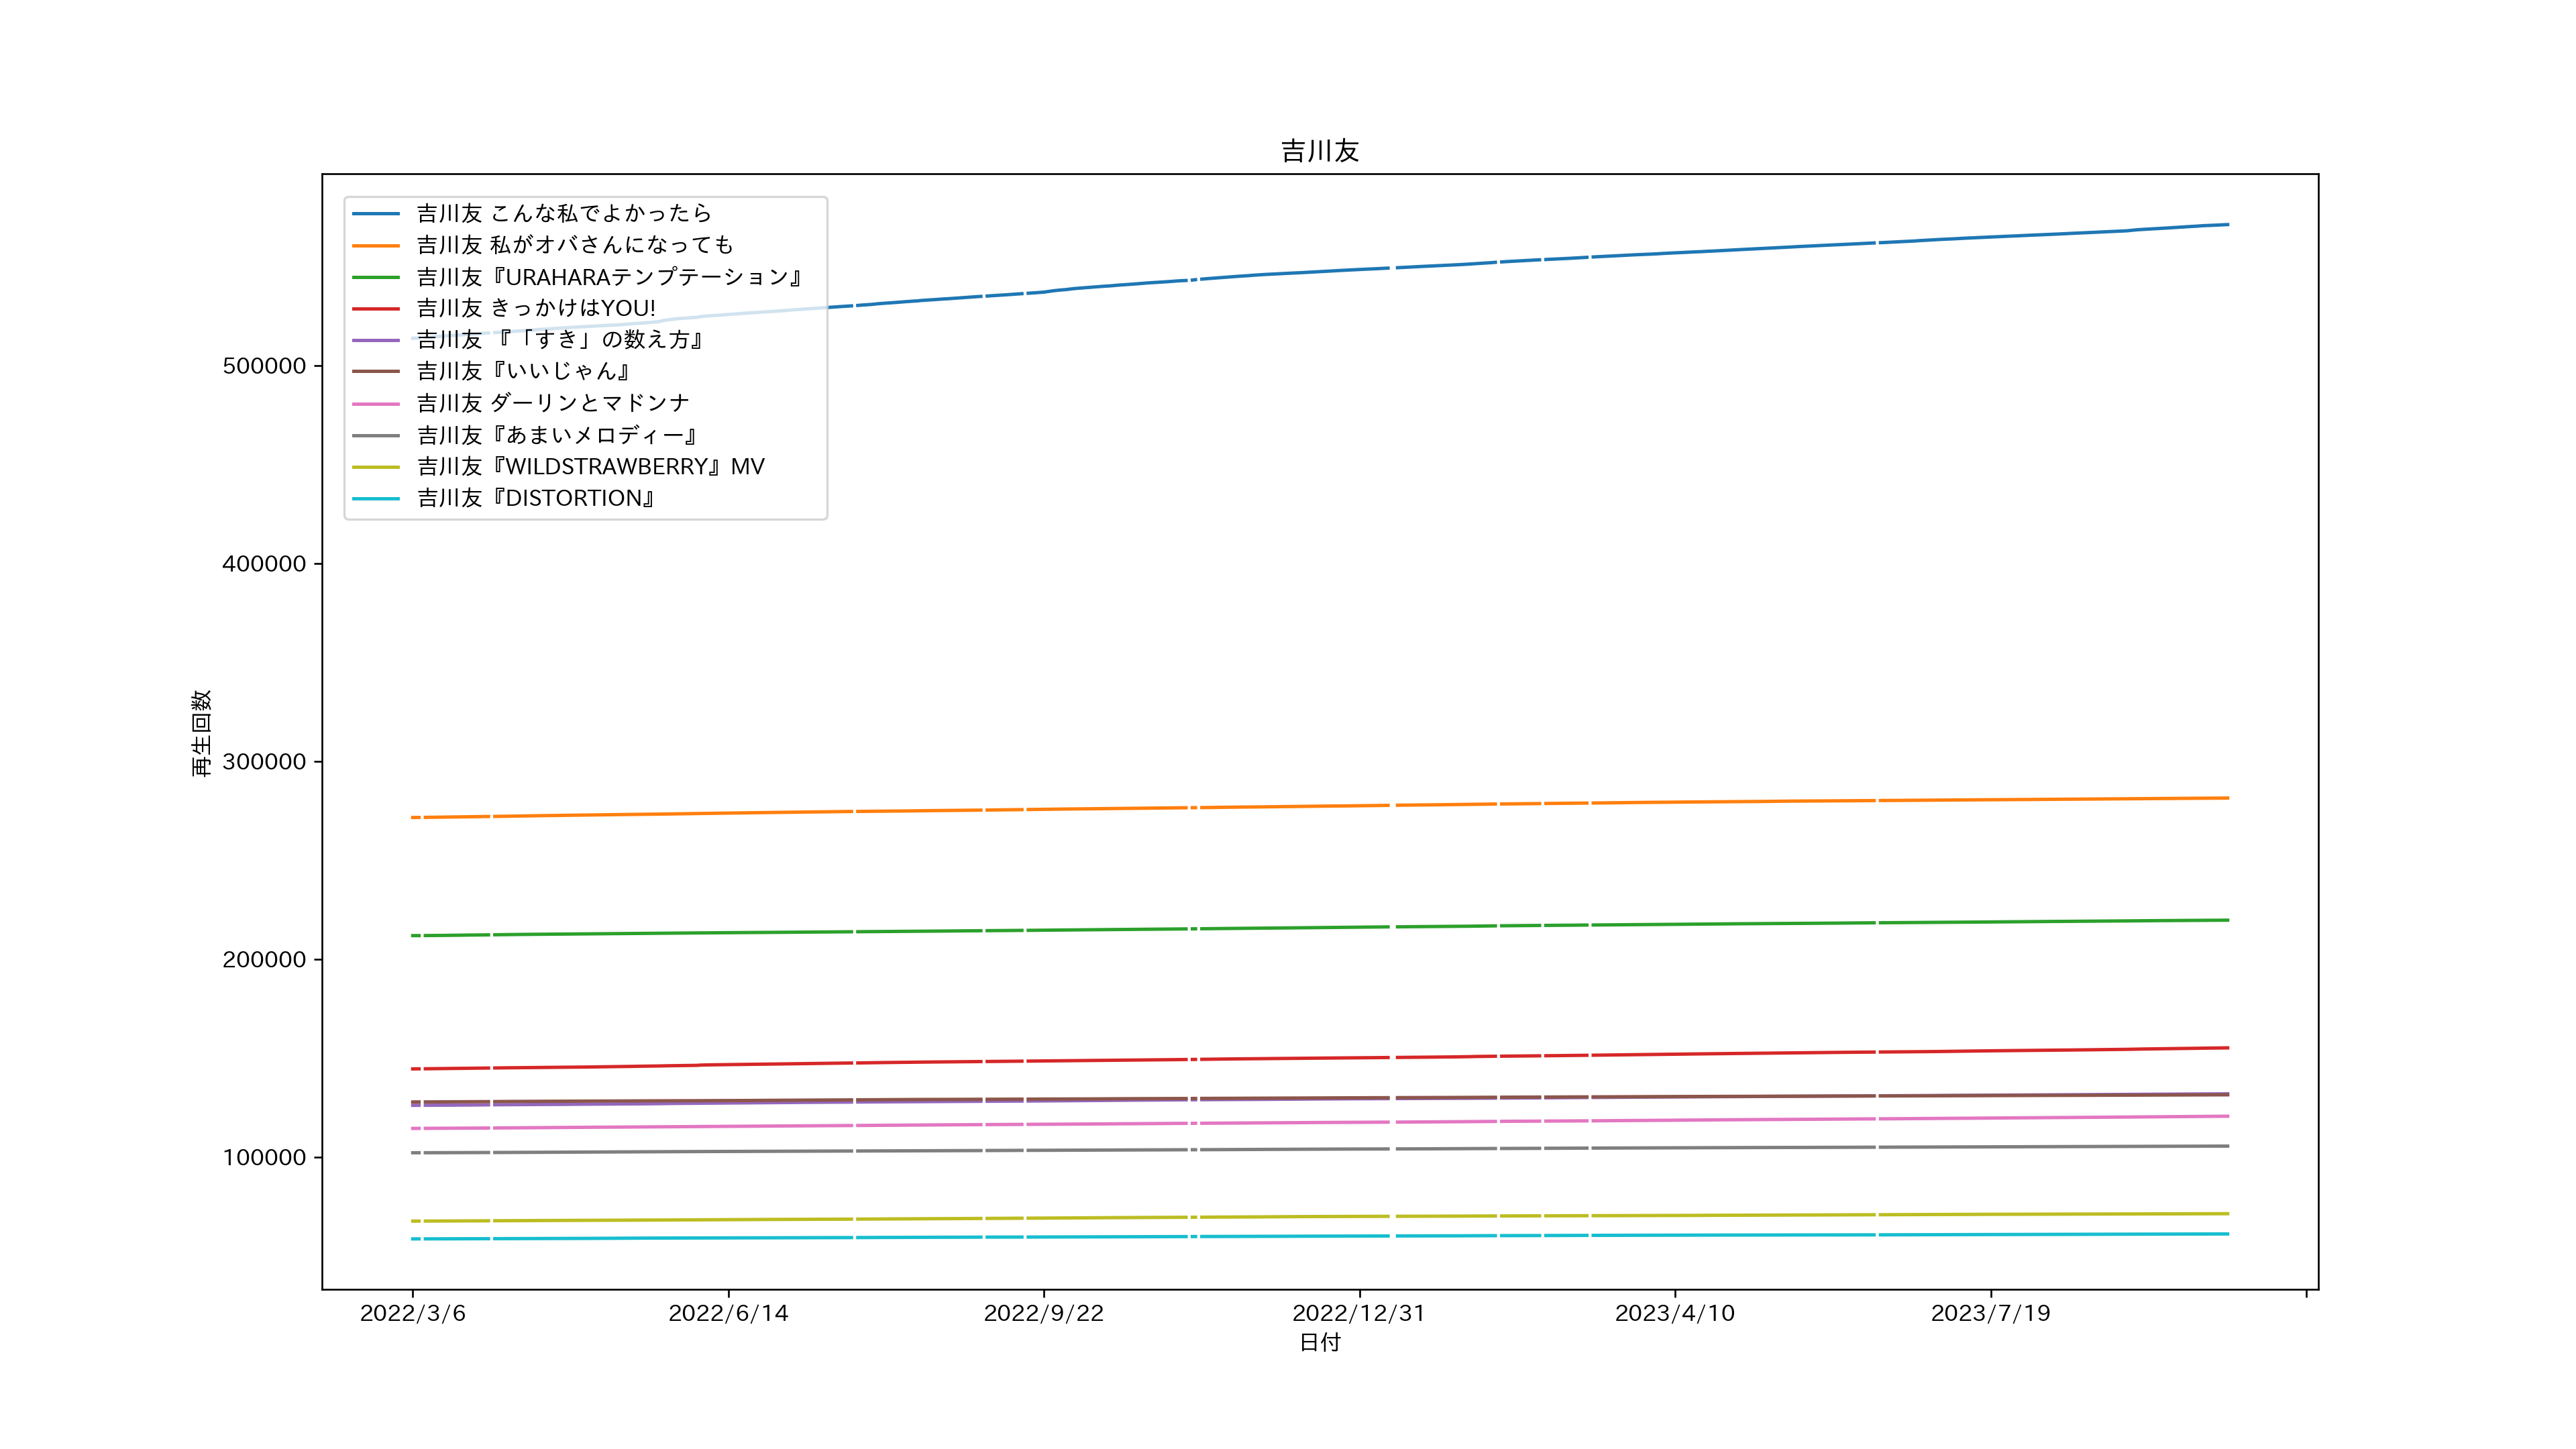 吉川友
吉川友 こんな私でよかったら
吉川友 私がオバさんになっても
吉川友『URAHARAテンプテーション』
吉川友 きっかけはYOU!
吉川友 『「すき」の数え方』
吉川友『いいじゃん』
吉川友 ダーリンとマドンナ
吉川友『あまいメロディー』
吉川友『WILDSTRAWBERRY』MV
吉川友『DISTORTION』
500000
400000
300000
200000
100000
再生回数
2022/3/6
2022/6/14
2022/9/22
2022/12/31
2023/4/10
2023/7/19
日付